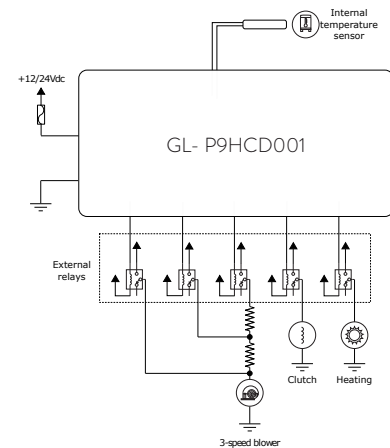 Internal
temperature
sensor
+12/24Vdc
GL- P9HCD001
External
relays
Clutch
Heating
3-speed blower